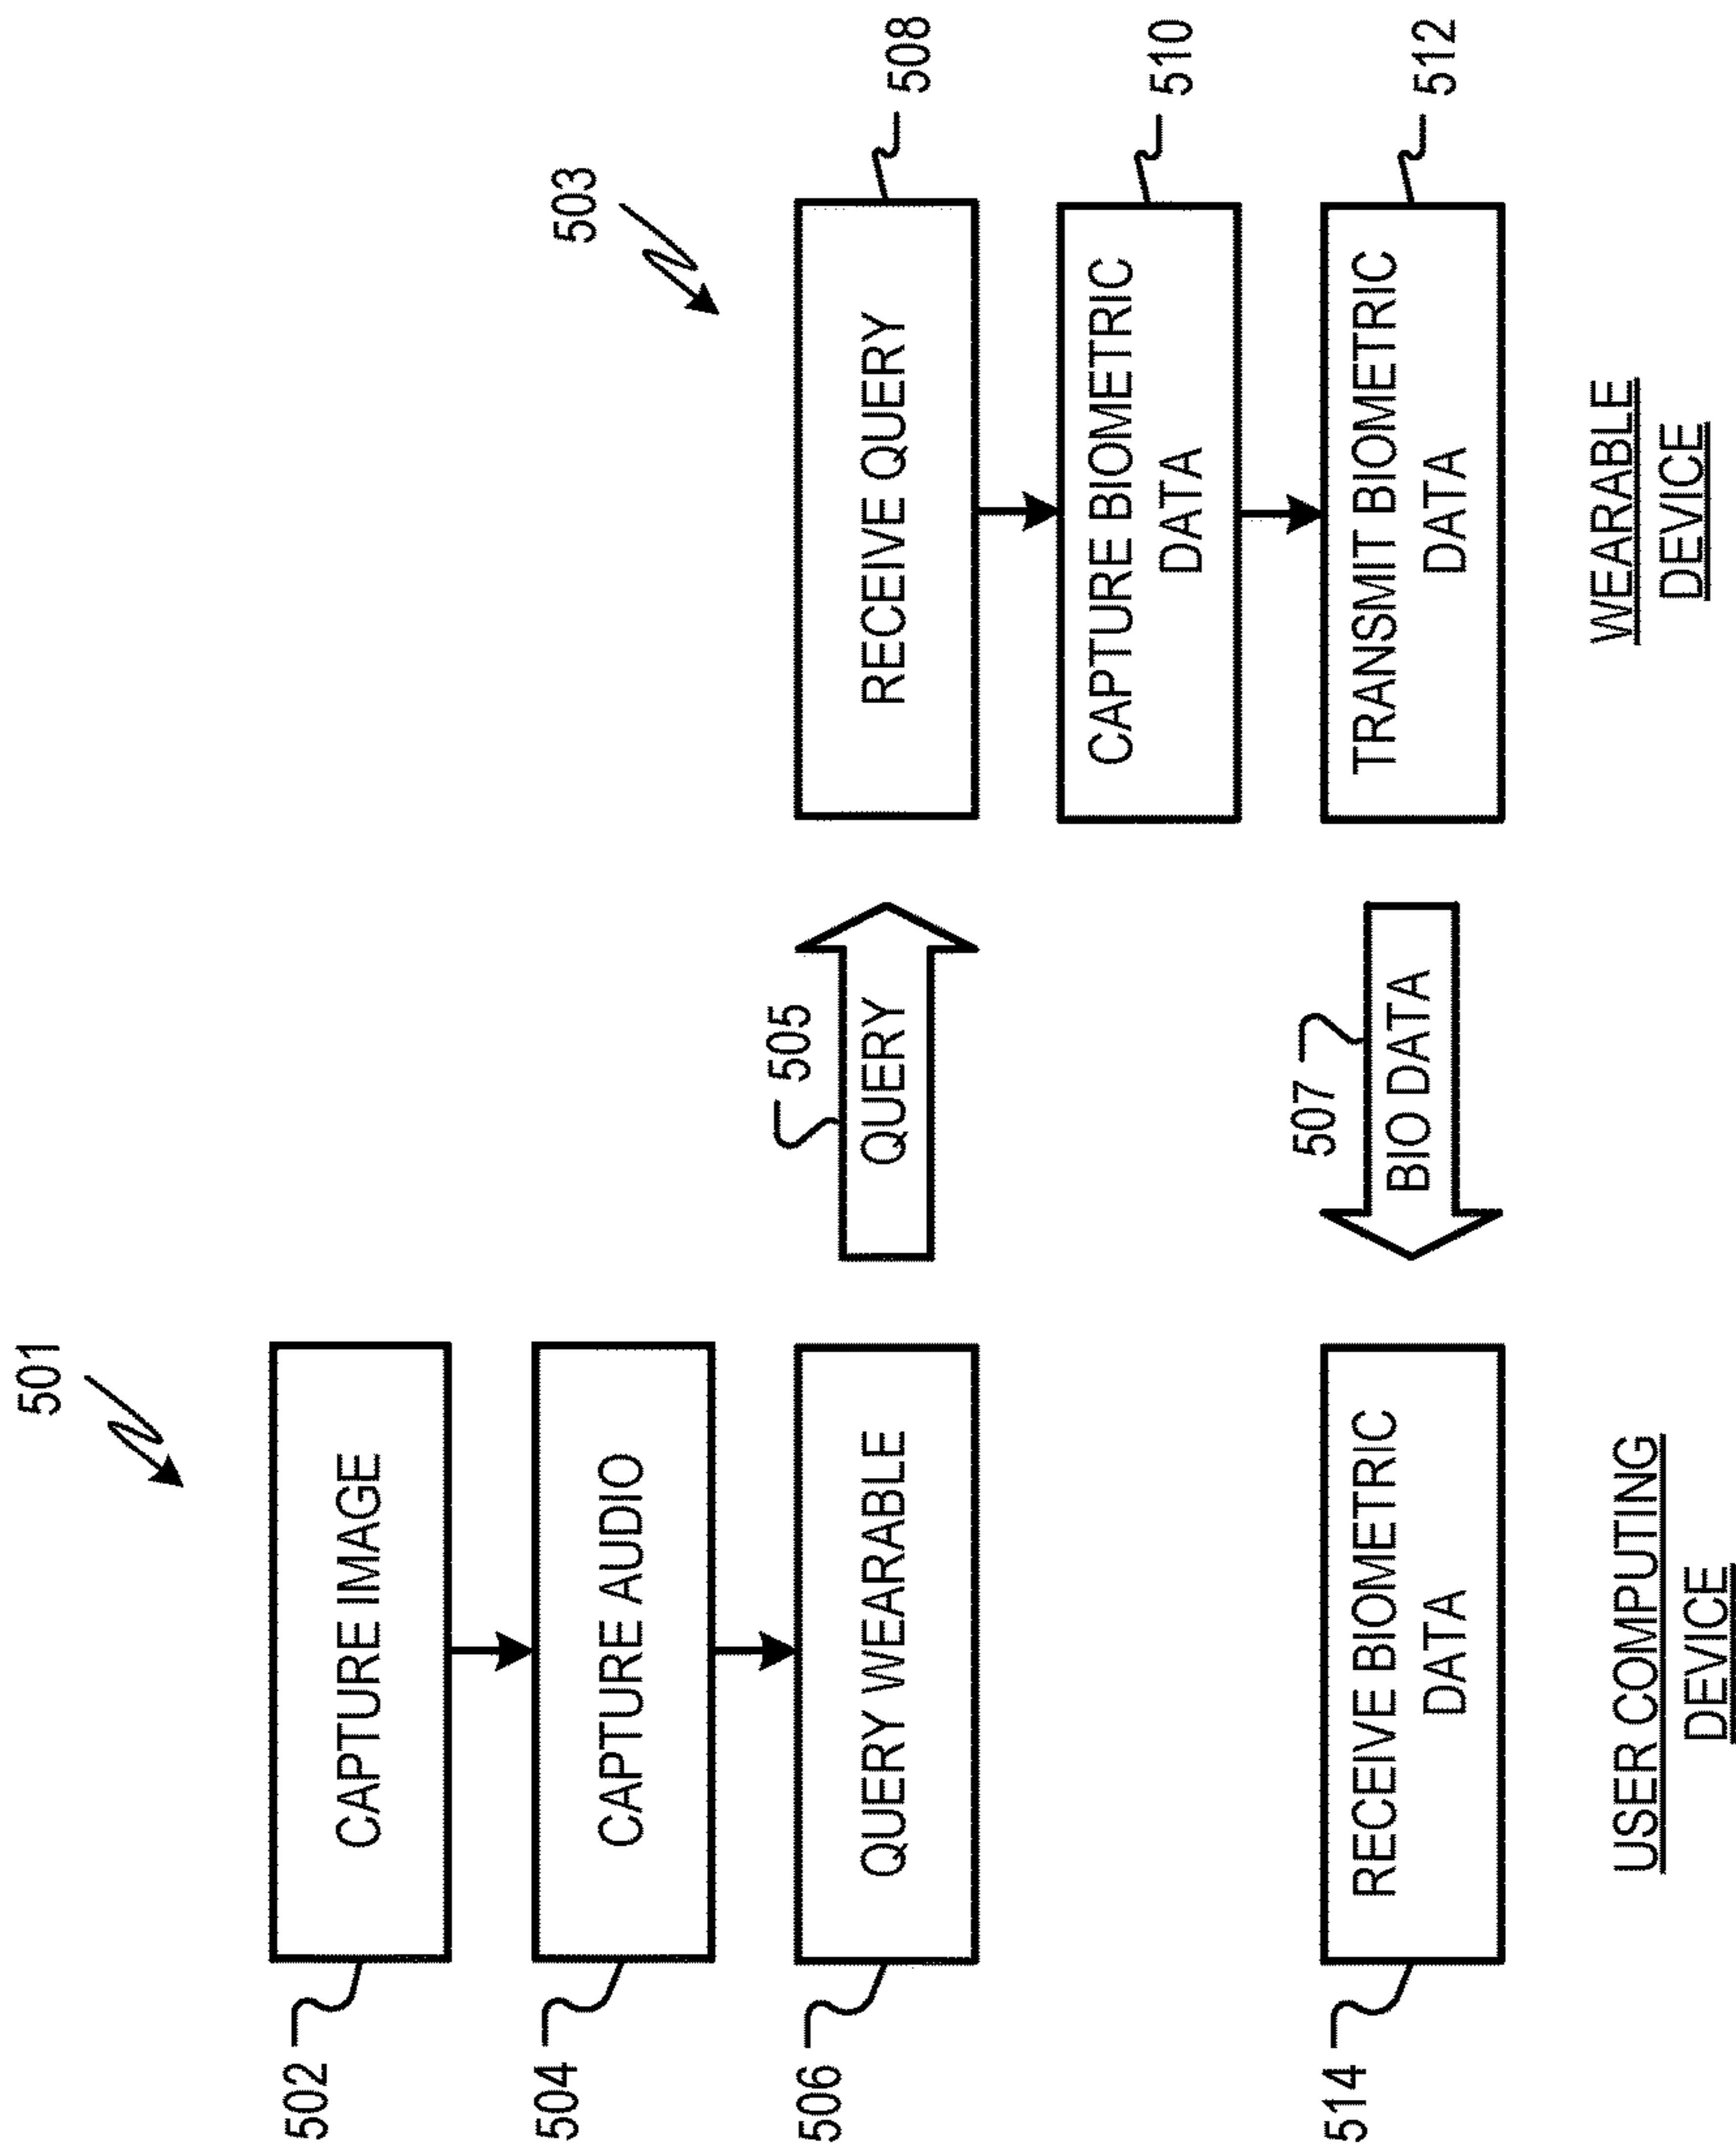 501
503
502
CAPTURE IMAGE
504
CAPTURE AUDIO
506
QUERY WEARABLE
505
QUERY
RECEIVE QUERY
508
CAPTURE BIOMETRIC
DATA
510
514
RECEIVE BIOMETRIC
DATA
507
BIO DATA
TRANSMIT BIOMETRIC
DATA
512
USER COMPUTING
DEVICE
WEARABLE
DEVICE